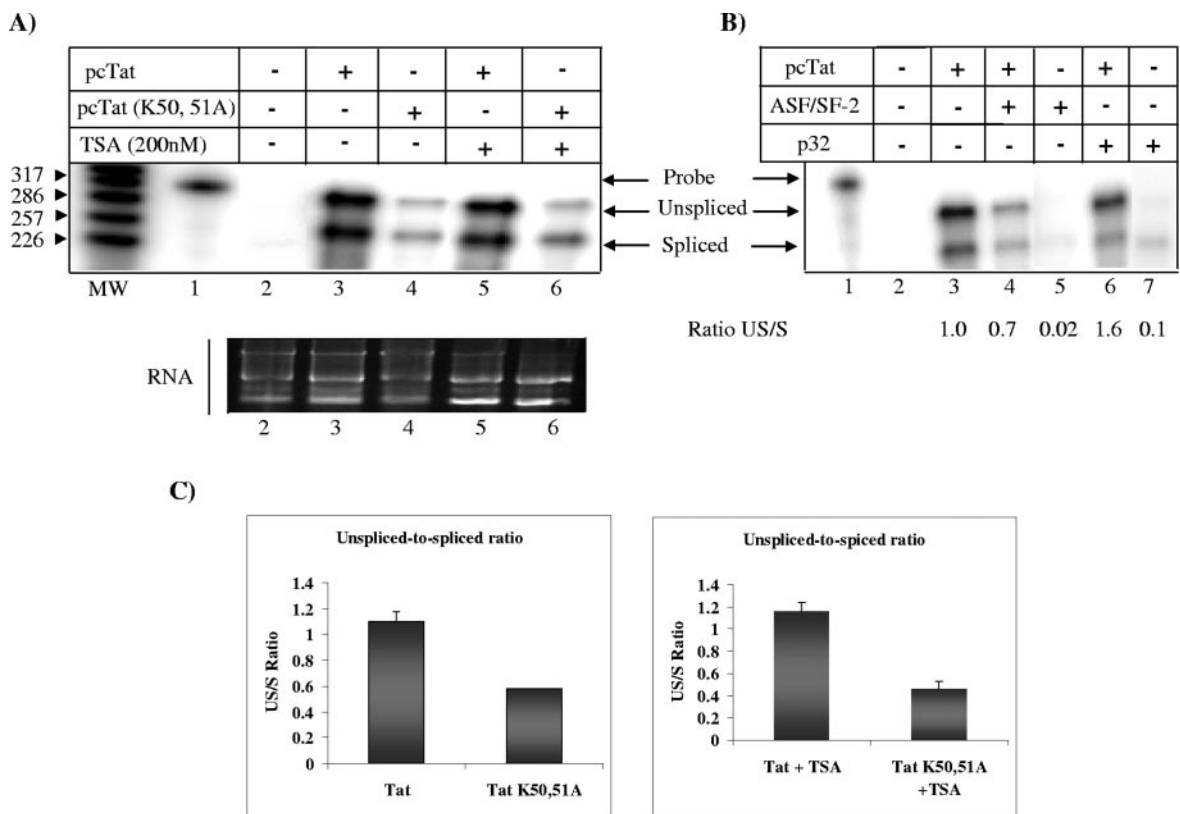 A)
pcTat - + - + -
pcTat (K50, 51A) - - + - +
TSA (200nM) - - - + +
317
286
257
226
MW 1 2 3 4 5 6
Probe
Unspliced
Spliced
RNA
2 3 4 5 6
B)
pcTat - + + - + -
ASF/SF-2 - - + + - -
p32 - - - - + +
1 2 3 4 5 6 7
Ratio US/S 1.0 0.7 0.02 1.6 0.1
C)
Unspliced-to-spliced ratio
US/S Ratio
1.4
1.2
1
0.8
0.6
0.4
0.2
0
Tat Tat K50,51A
Unspliced-to-spiced ratio
US/S Ratio
1.4
1.2
1
0.8
0.6
0.4
0.2
0
Tat + TSA Tat K50,51A
+TSA